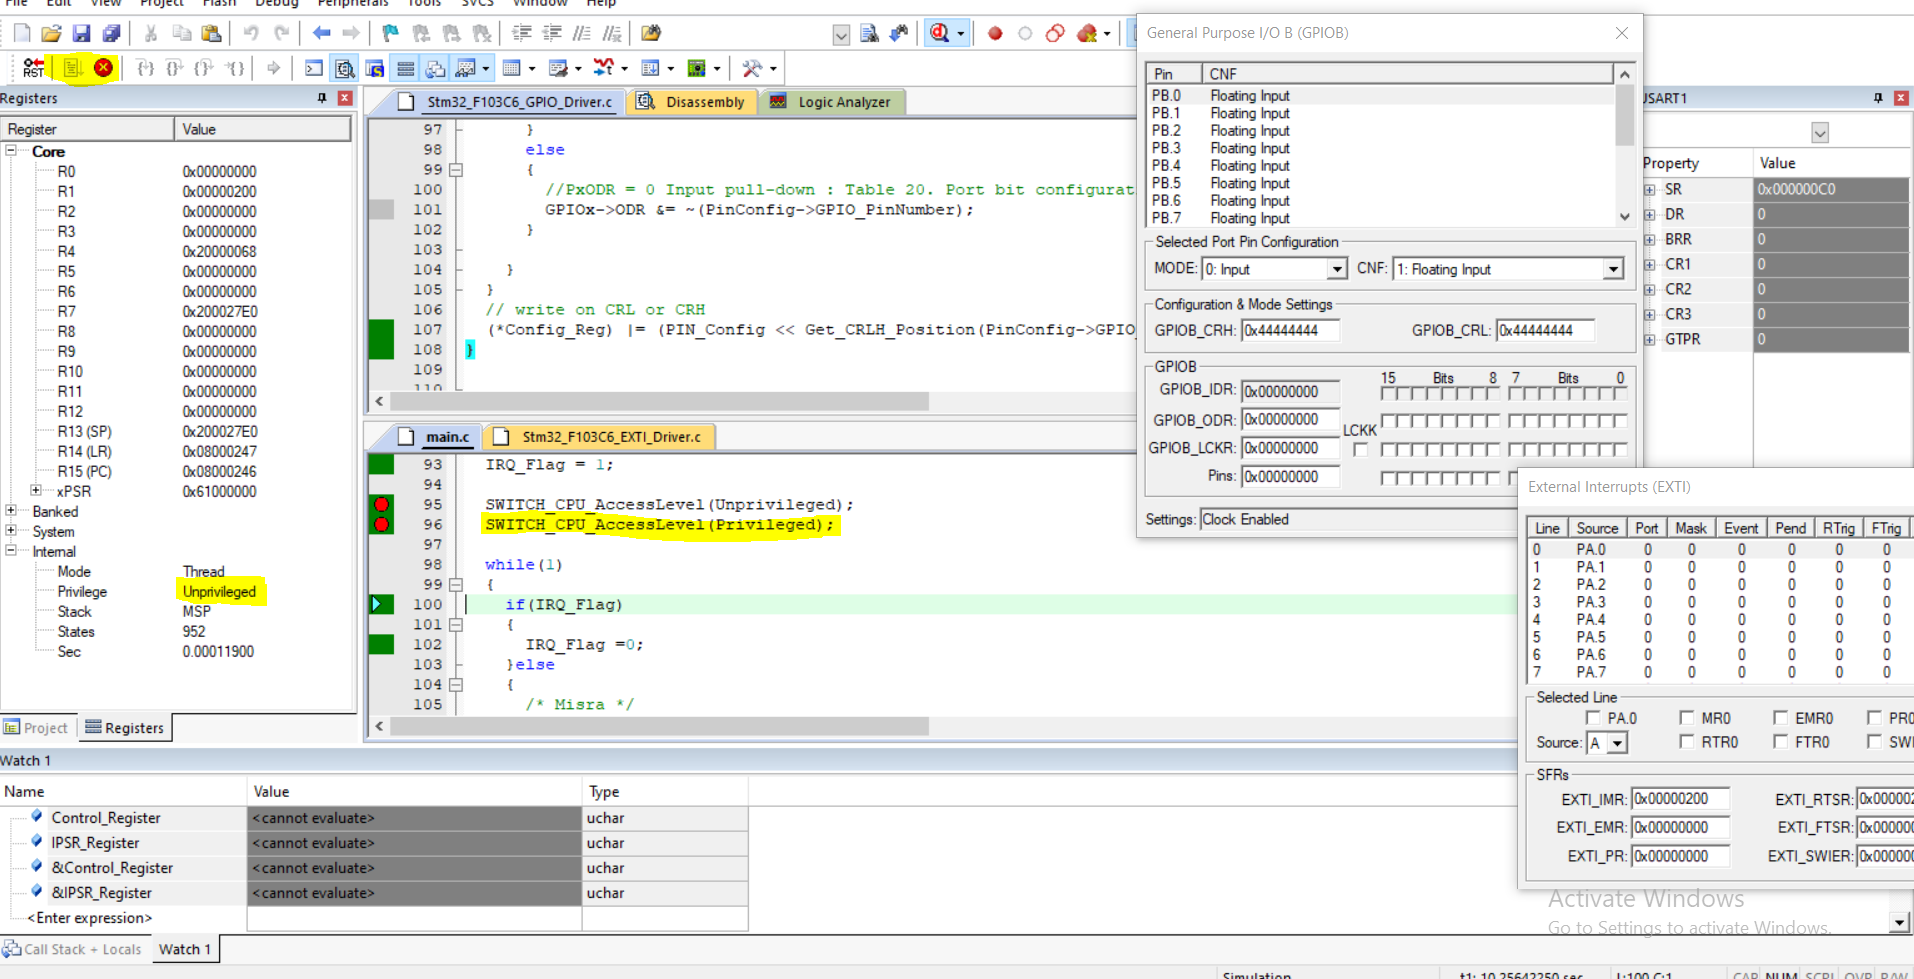 File Edit View Project Flash Debug Peripherals Tools SVCS Window Help
RST
Registers
Register Value
Core
R0 0x00000000
R1 0x00000200
R2 0x00000000
R3 0x00000000
R4 0x20000068
R5 0x00000000
R6 0x00000000
R7 0x200027E0
R8 0x00000000
R9 0x00000000
R10 0x00000000
R11 0x00000000
R12 0x00000000
R13 (SP) 0x200027E0
R14 (LR) 0x08000247
R15 (PC) 0x08000246
xPSR 0x61000000
Banked
System
Internal
Mode Thread
Privilege Unprivileged
Stack MSP
States 952
Sec 0.00011900
Project Registers
Stm32_F103C6_GPIO_Driver.c Disassembly Logic Analyzer
97 }
98 else
99 {
100 //PxODR = 0 Input pull-down : Table 20. Port bit configurat
101 GPIOx->ODR &= ~(PinConfig->GPIO_PinNumber);
102 }
103
104 }
105 }
106 // write on CRL or CRH
107 (*Config_Reg) |= (PIN_Config << Get_CRLH_Position(PinConfig->GPIO_
108 }
109
110
main.c Stm32_F103C6_EXTI_Driver.c
93 IRQ_Flag = 1;
94
95 SWITCH_CPU_AccessLevel(Unprivileged);
96 SWITCH_CPU_AccessLevel(Privileged);
97
98 while(1)
99 {
100 if(IRQ_Flag)
101 {
102 IRQ_Flag =0;
103 }else
104 {
105 /* Misra */
General Purpose I/O B (GPIOB)
Pin CNF
PB.0 Floating Input
PB.1 Floating Input
PB.2 Floating Input
PB.3 Floating Input
PB.4 Floating Input
PB.5 Floating Input
PB.6 Floating Input
PB.7 Floating Input
Selected Port Pin Configuration
MODE: 0: Input CNF: 1: Floating Input
Configuration & Mode Settings
GPIOB_CRH: 0x44444444 GPIOB_CRL: 0x44444444
GPIOB
15 Bits 8 7 Bits 0
GPIOB_IDR: 0x00000000
GPIOB_ODR: 0x00000000
LCKK
GPIOB_LCKR: 0x00000000
Pins: 0x00000000
Settings: Clock Enabled
USART1
Property Value
SR 0x000000C0
DR 0
BRR 0
CR1 0
CR2 0
CR3 0
GTPR 0
External Interrupts (EXTI)
Line Source Port Mask Event Pend RTrig FTrig
0 PA.0 0 0 0 0 0 0
1 PA.1 0 0 0 0 0 0
2 PA.2 0 0 0 0 0 0
3 PA.3 0 0 0 0 0 0
4 PA.4 0 0 0 0 0 0
5 PA.5 0 0 0 0 0 0
6 PA.6 0 0 0 0 0 0
7 PA.7 0 0 0 0 0 0
Selected Line
PA.0 MR0 EMR0 PR0
Source: A RTR0 FTR0 SWI
SFRs
EXTI_IMR: 0x00000200 EXTI_RTSR: 0x000002
EXTI_EMR: 0x00000000 EXTI_FTSR: 0x000000
EXTI_PR: 0x00000000 EXTI_SWIER: 0x000000
Watch 1
Name Value Type
Control_Register <cannot evaluate> uchar
IPSR_Register <cannot evaluate> uchar
&Control_Register <cannot evaluate> uchar
&IPSR_Register <cannot evaluate> uchar
<Enter expression>
Call Stack + Locals Watch 1
Activate Windows
Go to Settings to activate Windows.
Simulation t1: 10.25642250 sec L:100 C:1 CAP NUM SCRL OVR R/W